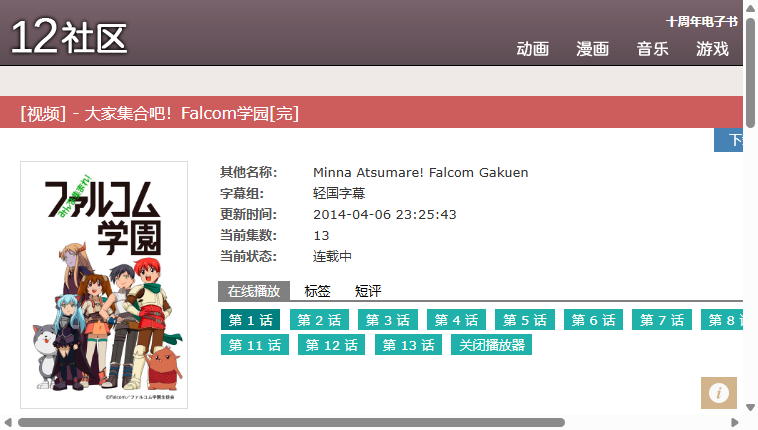 12社区
十周年电子书
动画 漫画 音乐 游戏
[视频] - 大家集合吧！Falcom学园[完]
下
みんな集まれ!
ファルコム
学園
©Falcom／ファルコム学園生徒会
其他名称: Minna Atsumare! Falcom Gakuen
字幕组: 轻国字幕
更新时间: 2014-04-06 23:25:43
当前集数: 13
当前状态: 连载中
在线播放 标签 短评
第 1 话 第 2 话 第 3 话 第 4 话 第 5 话 第 6 话 第 7 话 第 8
第 11 话 第 12 话 第 13 话 关闭播放器
i